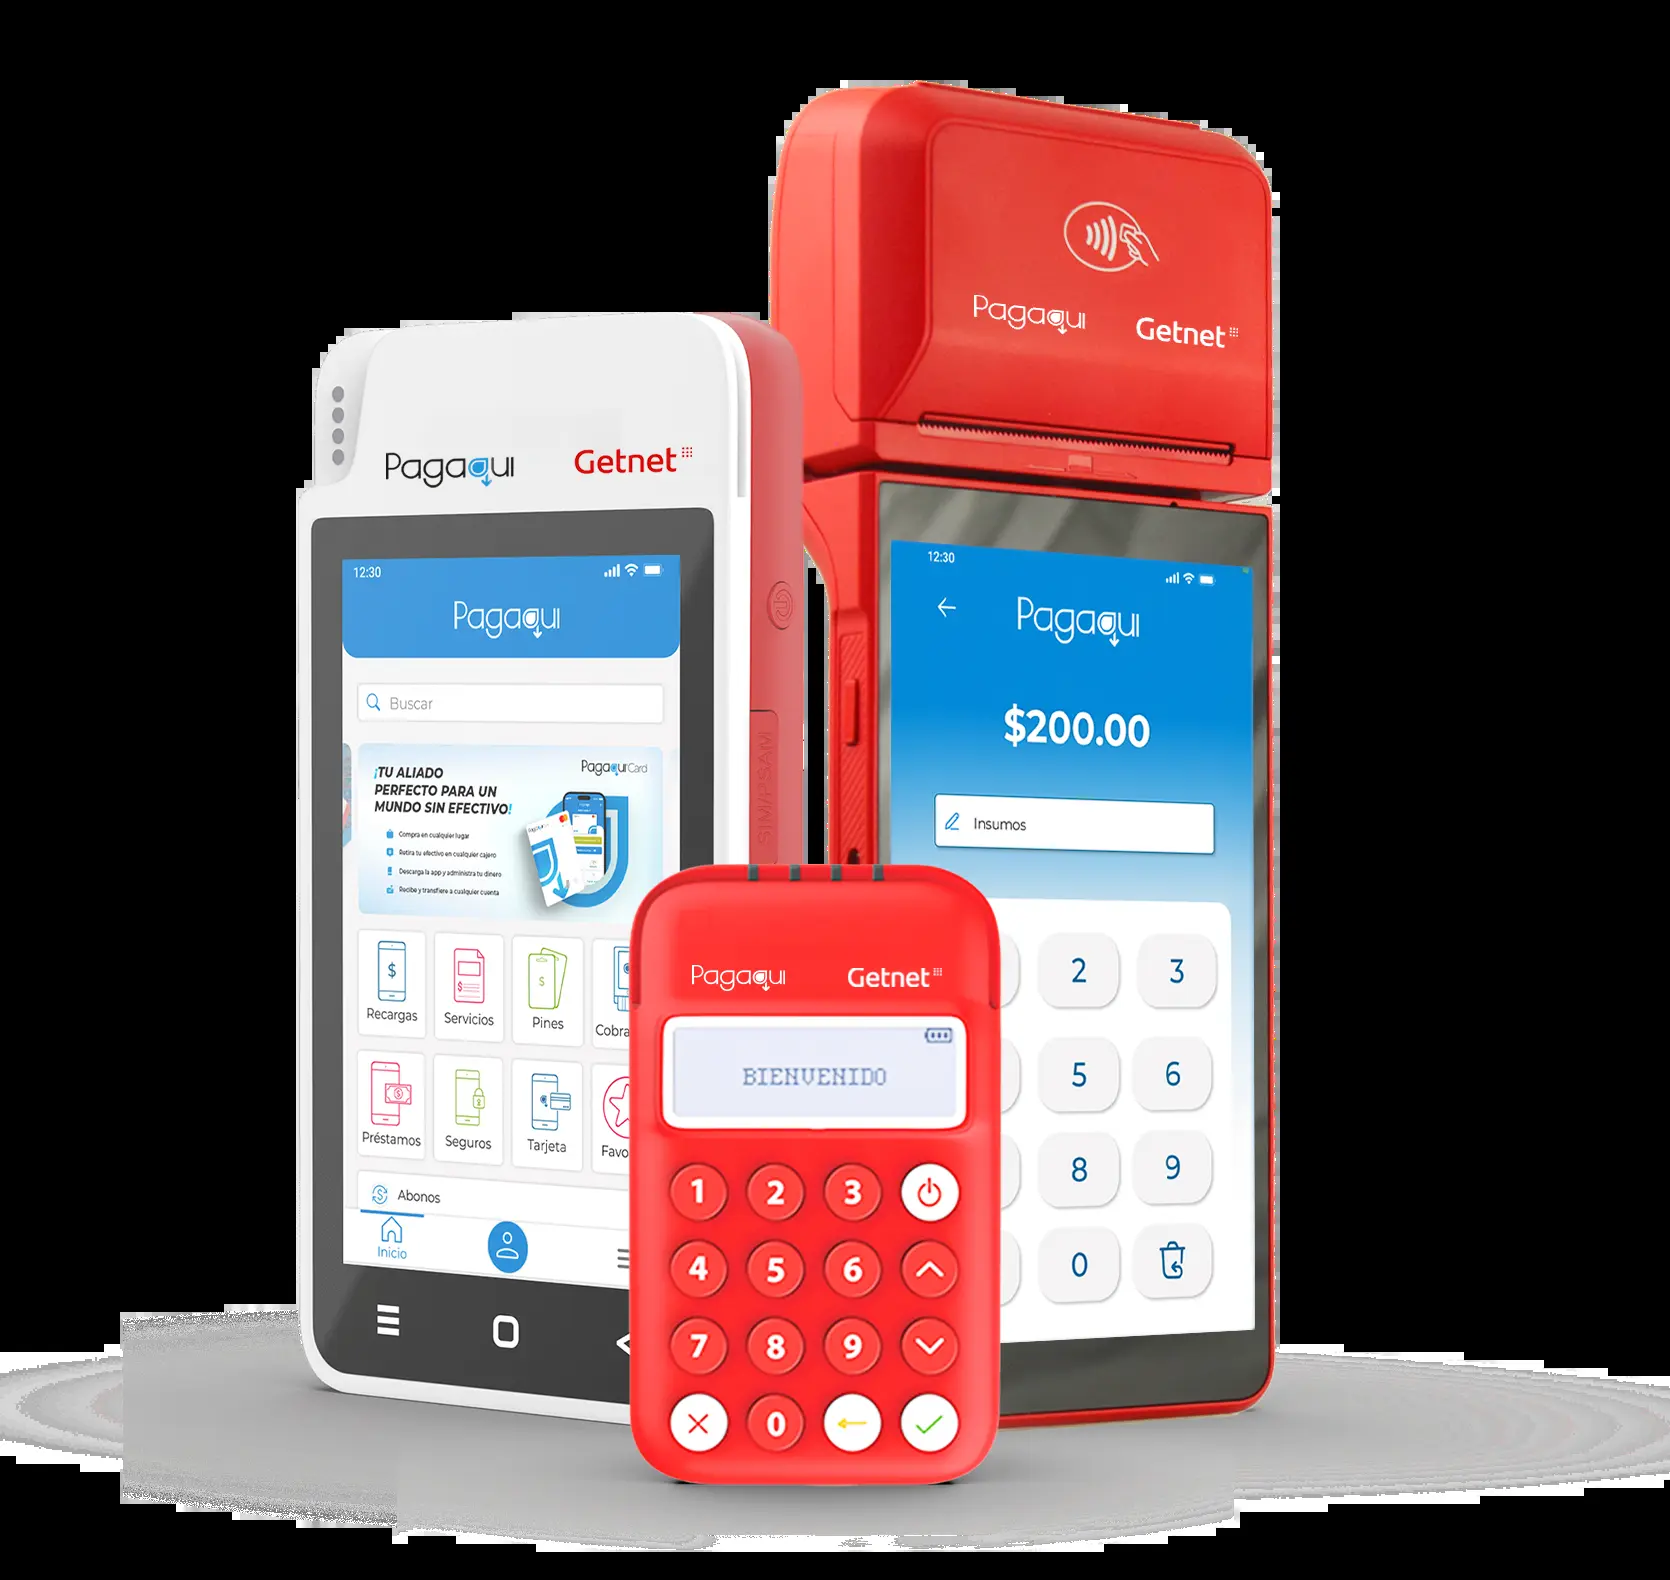 Pagaqui Getnet
12:30
Pagaqui
Buscar
¡TU ALIADO
PERFECTO PARA UN
MUNDO SIN EFECTIVO!
Pagaqui Card
Compra en cualquier lugar
Retira tu efectivo en cualquier cajero
Descarga la app y administra tu dinero
Recibe y transfiere a cualquier cuenta
Recargas Servicios Pines Cobra
Préstamos Seguros Tarjeta Favo
$ $ $
Abonos
Inicio
SIM/PSAM
Pagaqui Getnet
12:30
Pagaqui
$200.00
Insumos
2 3
5 6
8 9
0
Pagaqui Getnet
BIENVENIDO
1 2 3
4 5 6
7 8 9
0